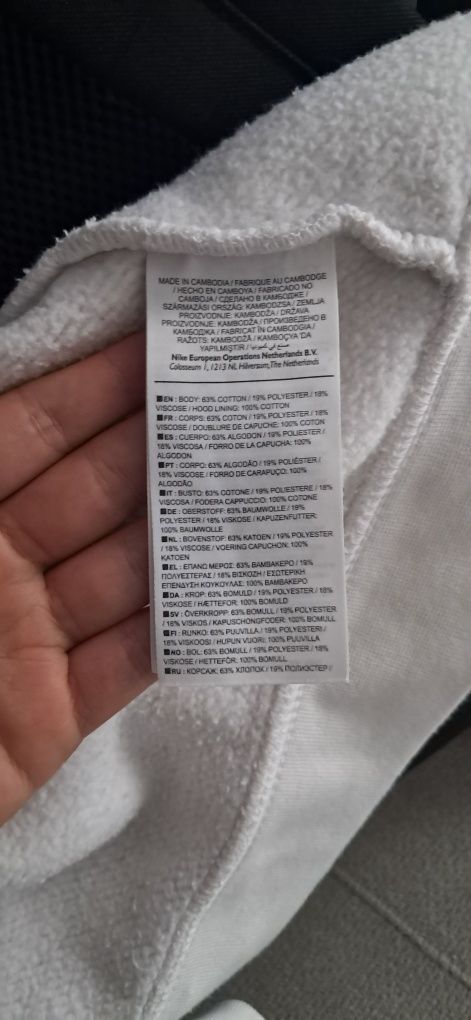 MADE IN CAMBODIA / FABRIQUE AU CAMBODGE
/ HECHO EN CAMBOYA / FABRICADO NO
CAMBOJA / СДЕЛАНО В КАМБОДЖЕ /
SZÁRMAZÁSI ORSZÁG: KAMBODZSA / ZEMLJA
PROIZVODNJE: KAMBODŽA / DRŽAVA
PROIZVODNJE: KAMBODŽA / ПРОИЗВЕДЕНО В
КАМБОДЖА / FABRICAT ÎN CAMBODGIA /
RAŽOTS: KAMBODŽĀ / KAMBOÇYA'DA
YAPILMIŞTIR / صنع في كمبوديا
Nike European Operations Netherlands B.V.
Colosseum 1, 1213 NL Hilversum, The Netherlands
EN : BODY: 63% COTTON / 19% POLYESTER / 18%
VISCOSE / HOOD LINING: 100% COTTON
FR : CORPS: 63% COTON / 19% POLYESTER / 18%
VISCOSE / DOUBLURE DE CAPUCHE: 100% COTON
ES : CUERPO: 63% ALGODON / 19% POLIESTER /
18% VISCOSA / FORRO DE LA CAPUCHA: 100%
ALGODON
PT : CORPO: 63% ALGODÃO / 19% POLIÉSTER /
18% VISCOSE / FORRO DE CARAPUÇO: 100%
ALGODÃO
IT : BUSTO: 63% COTONE / 19% POLIESTERE / 18%
VISCOSA / FODERA CAPPUCCIO: 100% COTONE
DE : OBERSTOFF: 63% BAUMWOLLE / 19%
POLYESTER / 18% VISKOSE / KAPUZENFUTTER:
100% BAUMWOLLE
NL : BOVENSTOF: 63% KATOEN / 19% POLYESTER
/ 18% VISCOSE / VOERING CAPUCHON: 100%
KATOEN
EL : ΕΠΑΝΩ ΜΕΡΟΣ: 63% ΒΑΜΒΑΚΕΡΟ / 19%
ΠΟΛΥΕΣΤΕΡΑΣ / 18% ΒΙΣΚΟΖΗ / ΕΣΩΤΕΡΙΚΗ
ΕΠΕΝΔΥΣΗ ΚΟΥΚΟΥΛΑΣ: 100% ΒΑΜΒΑΚΕΡΟ
DA : KROP: 63% BOMULD / 19% POLYESTER / 18%
VISKOSE / HÆTTEFOR: 100% BOMULD
SV : ÖVERKROPP: 63% BOMULL / 19% POLYESTER
/ 18% VISKOS / KAPUSCHONGFODER: 100% BOMULL
FI : RUNKO: 63% PUUVILLA / 19% POLYESTERI /
18% VISKOOSI / HUPUN VUORI: 100% PUUVILLA
NO : BOL: 63% BOMULL / 19% POLYESTER / 18%
VISKOSE / HETTEFÔR: 100% BOMULL
RU : КОРСАЖ: 63% ХЛОПОК / 19% ПОЛИЭСТЕР /